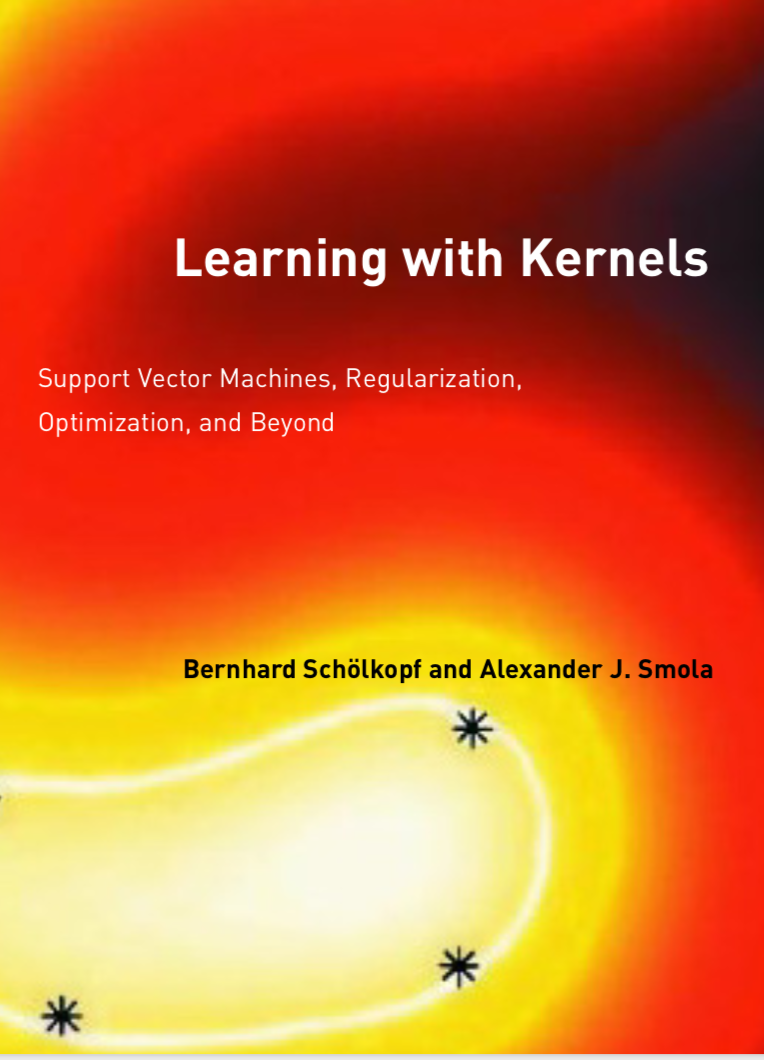 Learning with Kernels
Support Vector Machines, Regularization,
Optimization, and Beyond
Bernhard Schölkopf and Alexander J. Smola